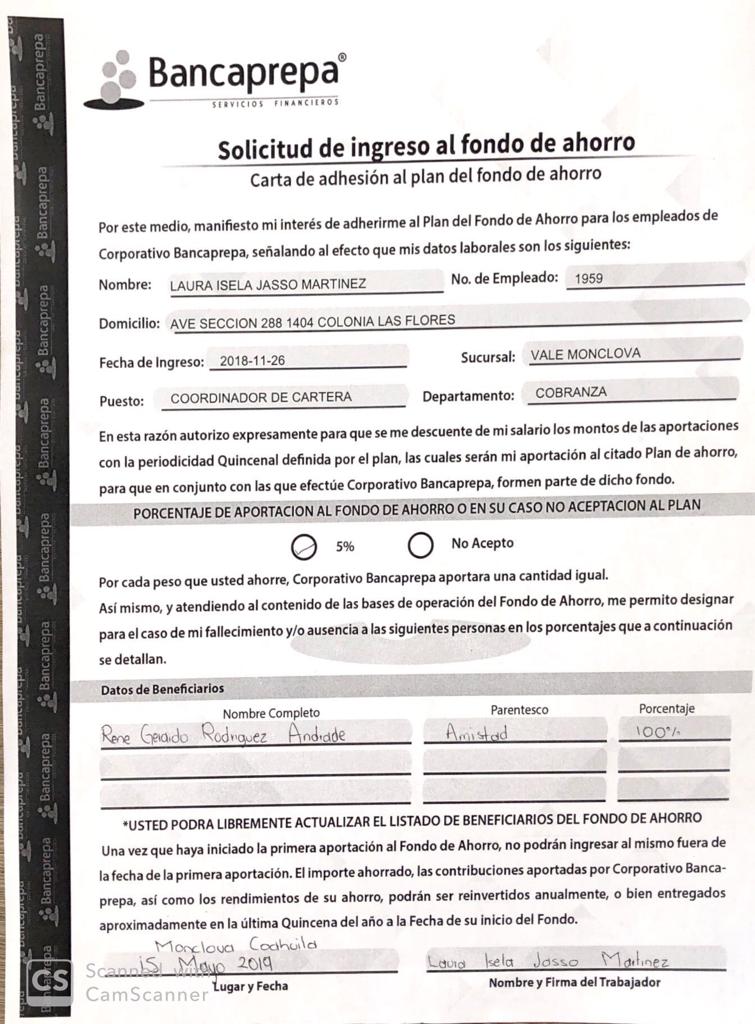 Bancaprepa®
SERVICIOS FINANCIEROS
Solicitud de ingreso al fondo de ahorro
Carta de adhesión al plan del fondo de ahorro
Por este medio, manifiesto mi interés de adherirme al Plan del Fondo de Ahorro para los empleados de
Corporativo Bancaprepa, señalando al efecto que mis datos laborales son los siguientes:
Nombre: LAURA ISELA JASSO MARTINEZ No. de Empleado: 1959
Domicilio: AVE SECCION 288 1404 COLONIA LAS FLORES
Fecha de Ingreso: 2018-11-26 Sucursal: VALE MONCLOVA
Puesto: COORDINADOR DE CARTERA Departamento: COBRANZA
En esta razón autorizo expresamente para que se me descuente de mi salario los montos de las aportaciones
con la periodicidad Quincenal definida por el plan, las cuales serán mi aportación al citado Plan de ahorro,
para que en conjunto con las que efectúe Corporativo Bancaprepa, formen parte de dicho fondo.
PORCENTAJE DE APORTACION AL FONDO DE AHORRO O EN SU CASO NO ACEPTACION AL PLAN
5% No Acepto
Por cada peso que usted ahorre, Corporativo Bancaprepa aportara una cantidad igual.
Así mismo, y atendiendo al contenido de las bases de operación del Fondo de Ahorro, me permito designar
para el caso de mi fallecimiento y/o ausencia a las siguientes personas en los porcentajes que a continuación
se detallan.
Datos de Beneficiarios
Nombre Completo Parentesco Porcentaje
Rene Gerardo Rodriguez Andrade Amistad 100%
*USTED PODRA LIBREMENTE ACTUALIZAR EL LISTADO DE BENEFICIARIOS DEL FONDO DE AHORRO
Una vez que haya iniciado la primera aportación al Fondo de Ahorro, no podrán ingresar al mismo fuera de
la fecha de la primera aportación. El importe ahorrado, las contribuciones aportadas por Corporativo Banca-
prepa, así como los rendimientos de su ahorro, podrán ser reinvertidos anualmente, o bien entregados
aproximadamente en la última Quincena del año a la Fecha de su inicio del Fondo.
Monclova Coahuila
15 Mayo 2019 Laura Isela Jasso Martinez
Lugar y Fecha Nombre y Firma del Trabajador
CS Scanned with
CamScanner